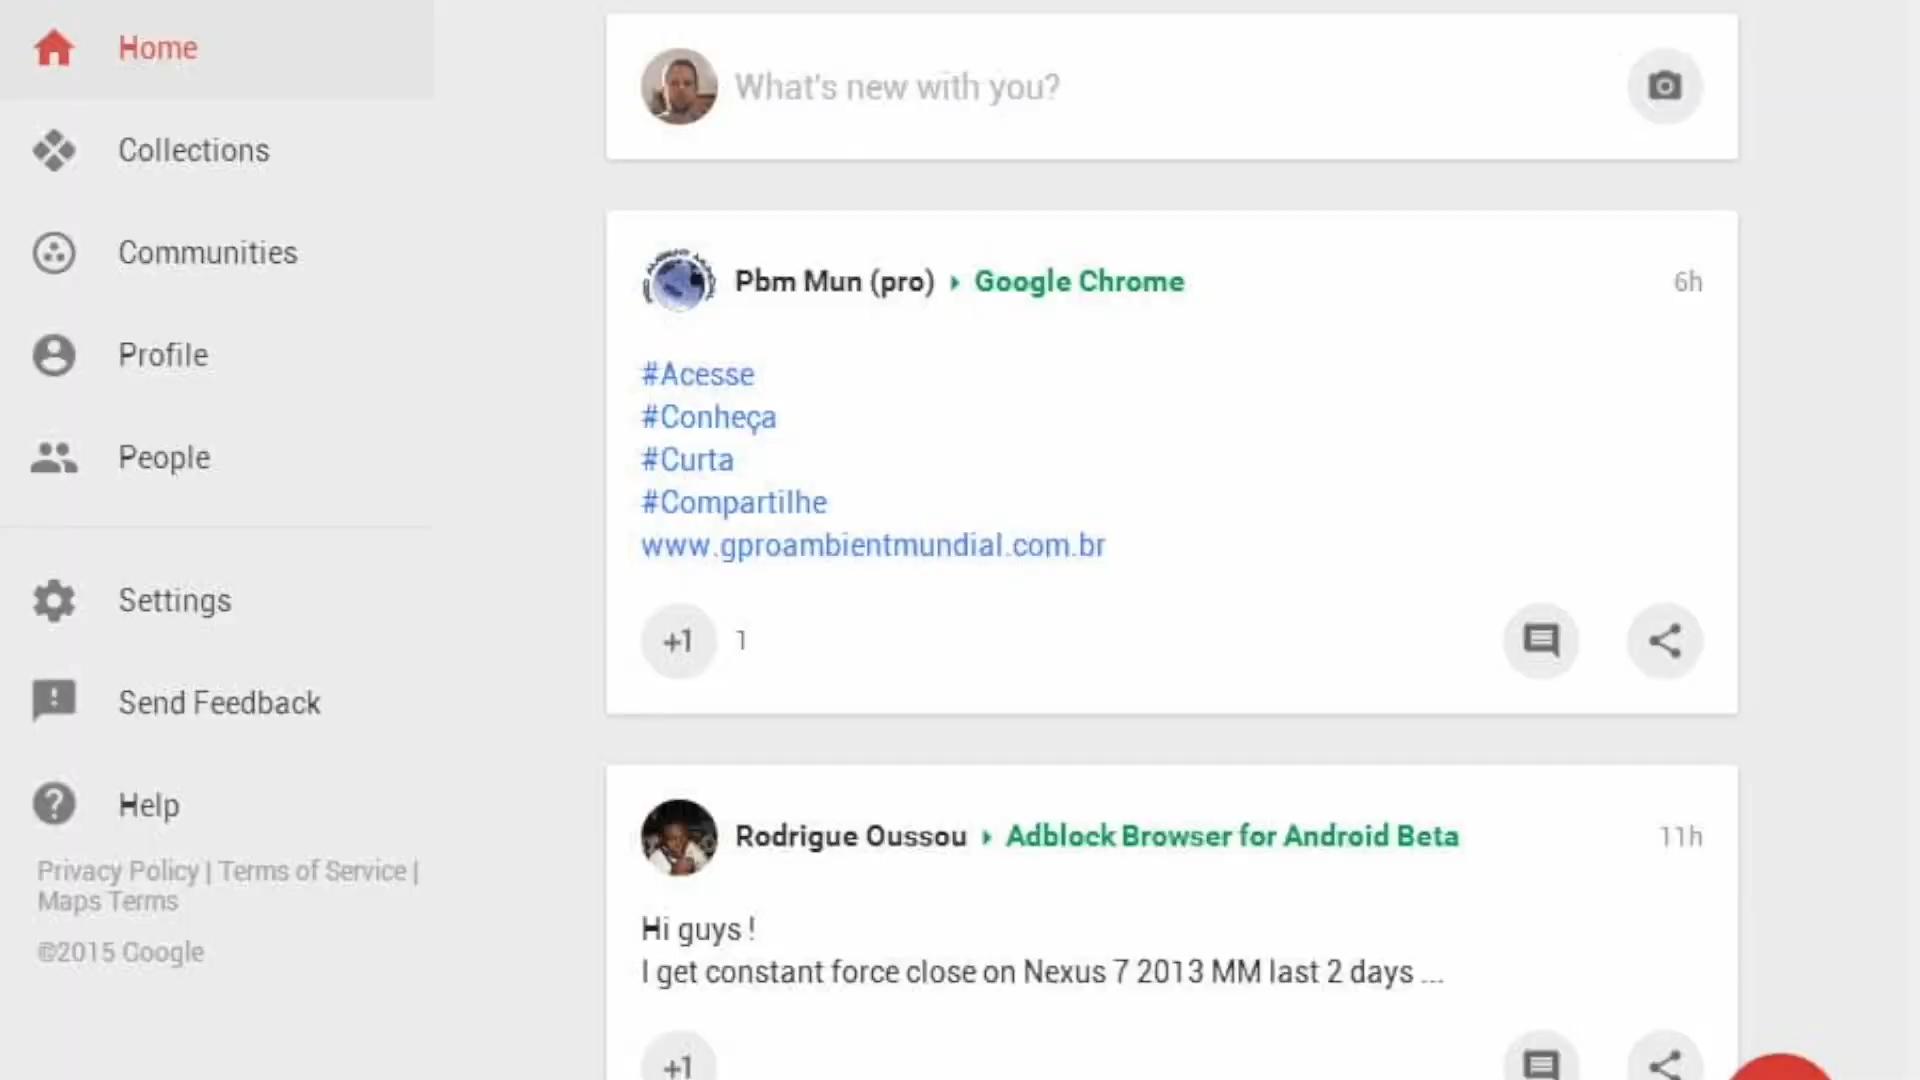 Home
Collections
Communities
Profile
People
Settings
Send Feedback
Help
Privacy Policy | Terms of Service |
Maps Terms
©2015 Google
What's new with you?
Pbm Mun (pro) ‣ Google Chrome 6h
#Acesse
#Conheça
#Curta
#Compartilhe
www.gproambientmundial.com.br
+1 1
Rodrigue Oussou ‣ Adblock Browser for Android Beta 11h
Hi guys !
I get constant force close on Nexus 7 2013 MM last 2 days ...
+1